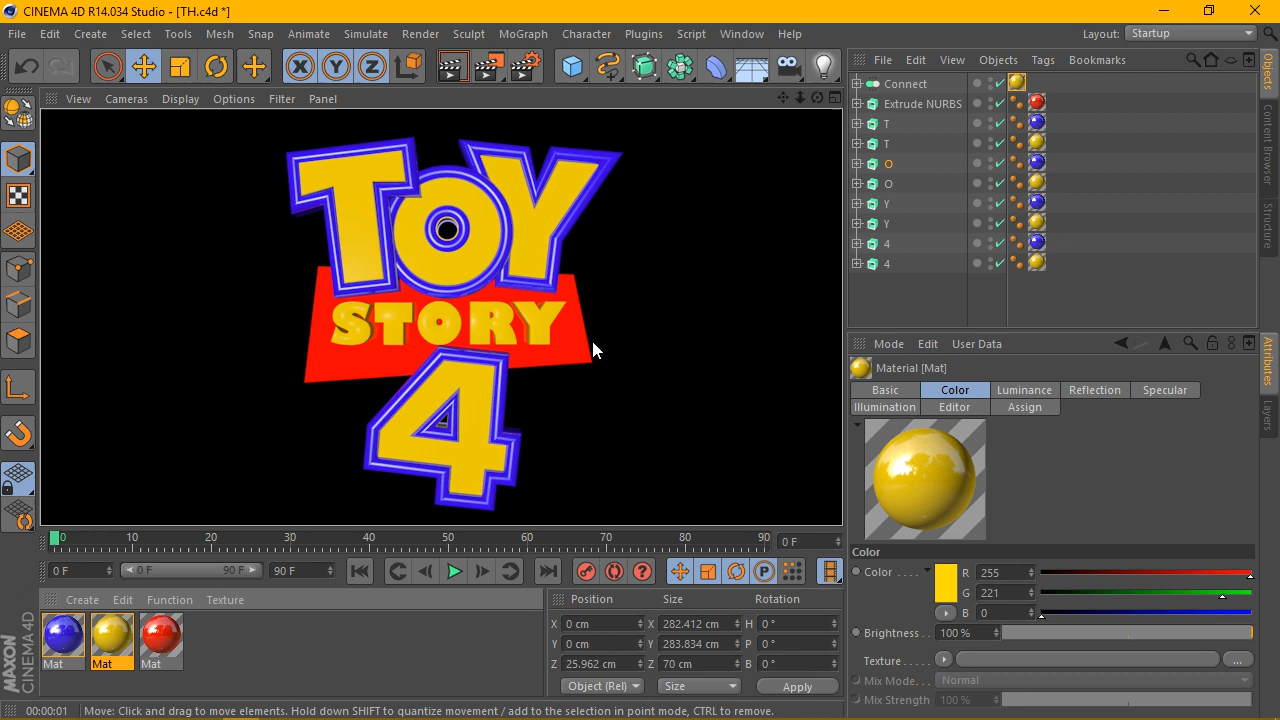 CINEMA 4D R14.034 Studio - [TH.c4d *]
File Edit Create Select Tools Mesh Snap Animate Simulate Render Sculpt MoGraph Character Plugins Script Window Help Layout: Startup
X Y Z
File Edit View Objects Tags Bookmarks
View Cameras Display Options Filter Panel
Connect
Extrude NURBS
T
T
O
O
Y
Y
4
4
Objects
Content Browser
Structure
TOY
STORY
4
Mode Edit User Data
Material [Mat]
Basic Color Luminance Reflection Specular
Illumination Editor Assign
Attributes
Layers
0 10 20 30 40 50 60 70 80 90 0 F
0 F 0 F 90 F 90 F
P
Color
Color . . . . R 255
G 221
B 0
Brightness . . 100 %
Texture . . . . . ...
Mix Mode. . . Normal
Mix Strength 100 %
Create Edit Function Texture
Mat Mat Mat
Position Size Rotation
X 0 cm X 282.412 cm H 0 °
Y 0 cm Y 283.834 cm P 0 °
Z 25.962 cm Z 70 cm B 0 °
Object (Rel) Size Apply
MAXON
CINEMA 4D
00:00:01 Move: Click and drag to move elements. Hold down SHIFT to quantize movement / add to the selection in point mode, CTRL to remove.